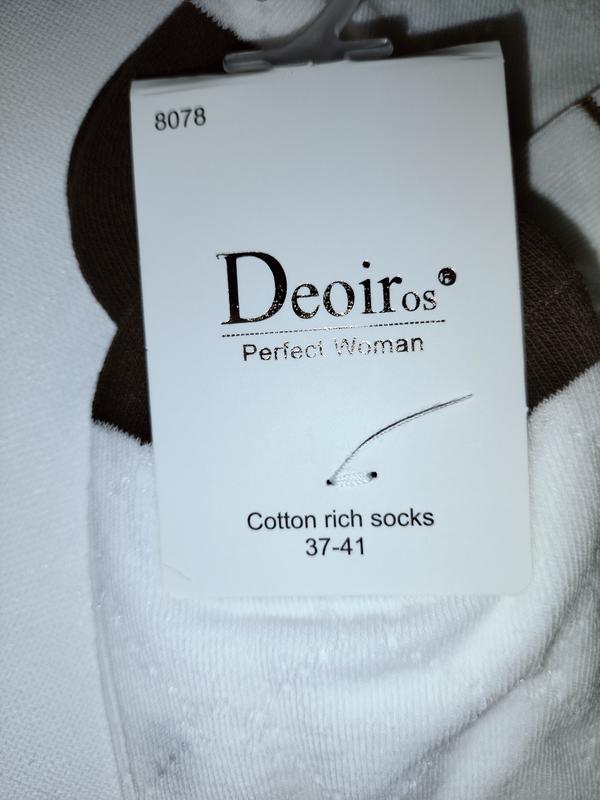 8078
Deoiros®
Perfect Woman
Cotton rich socks
37-41